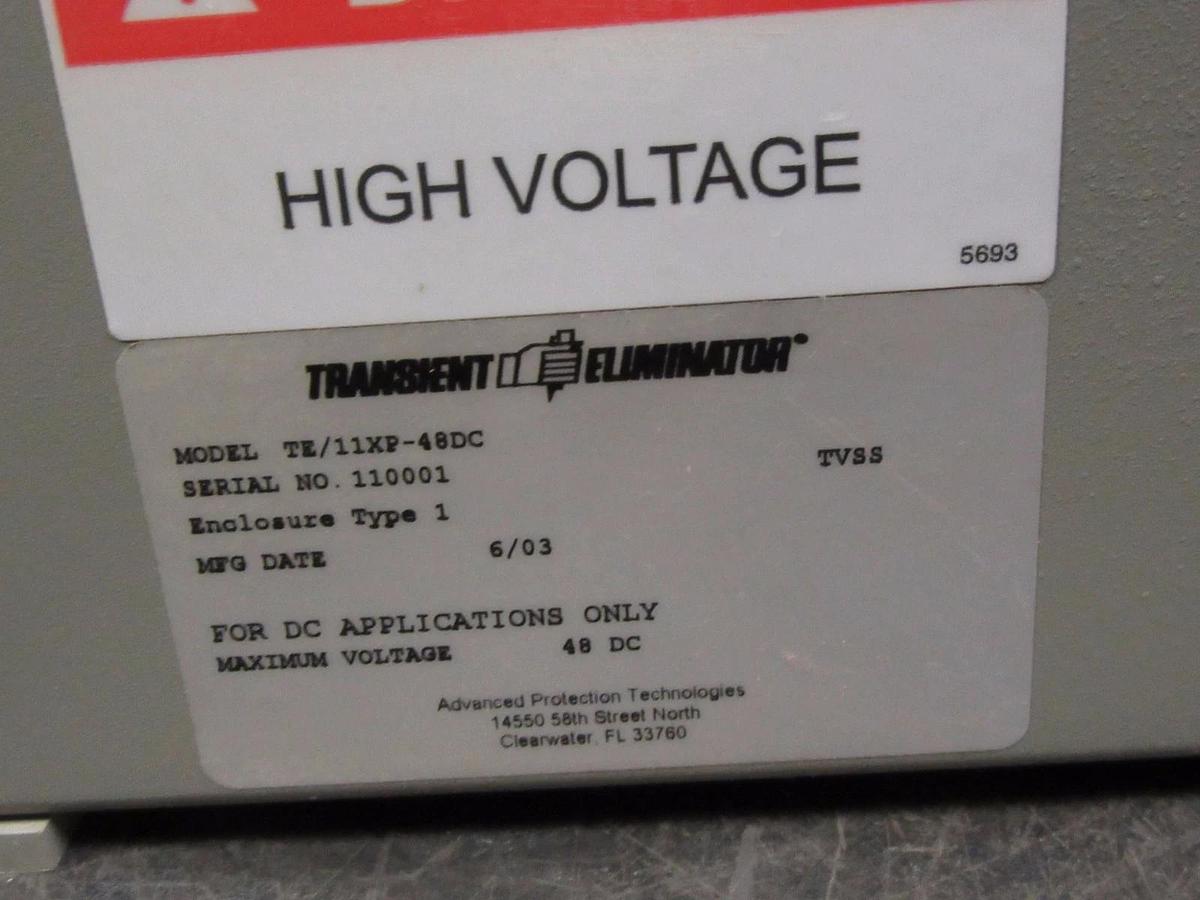 HIGH VOLTAGE
5693
TRANSIENT ELIMINATOR®
MODEL TE/11XP-48DC
TVSS
SERIAL NO. 110001
Enclosure Type 1
MFG DATE 6/03
FOR DC APPLICATIONS ONLY
MAXIMUM VOLTAGE 48 DC
Advanced Protection Technologies
14550 58th Street North
Clearwater, FL 33760